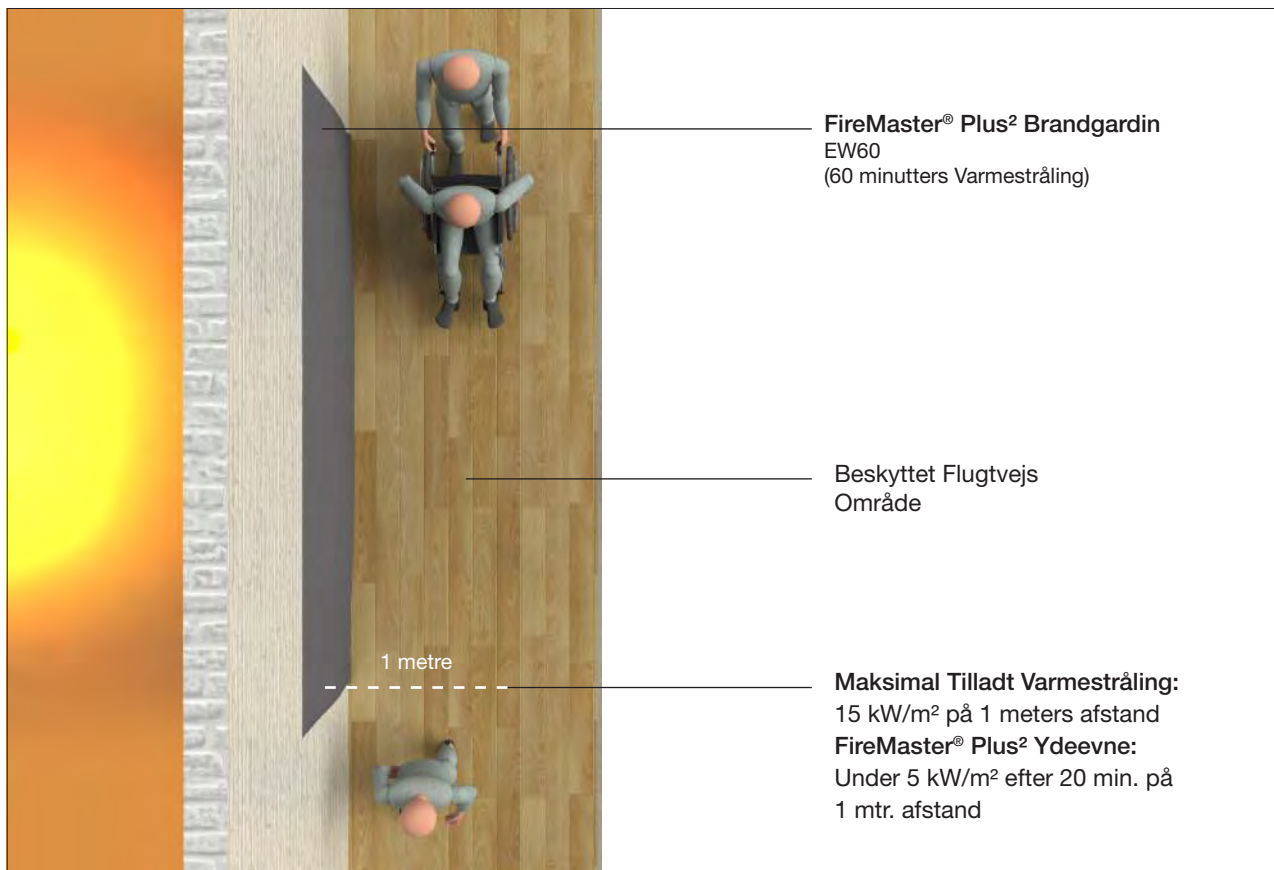 FireMaster® Plus² Brandgardin
EW60
(60 minutters Varmestråling)
Beskyttet Flugtvejs
Område
1 metre
Maksimal Tilladt Varmestråling:
15 kW/m² på 1 meters afstand
FireMaster® Plus² Ydeevne:
Under 5 kW/m² efter 20 min. på
1 mtr. afstand